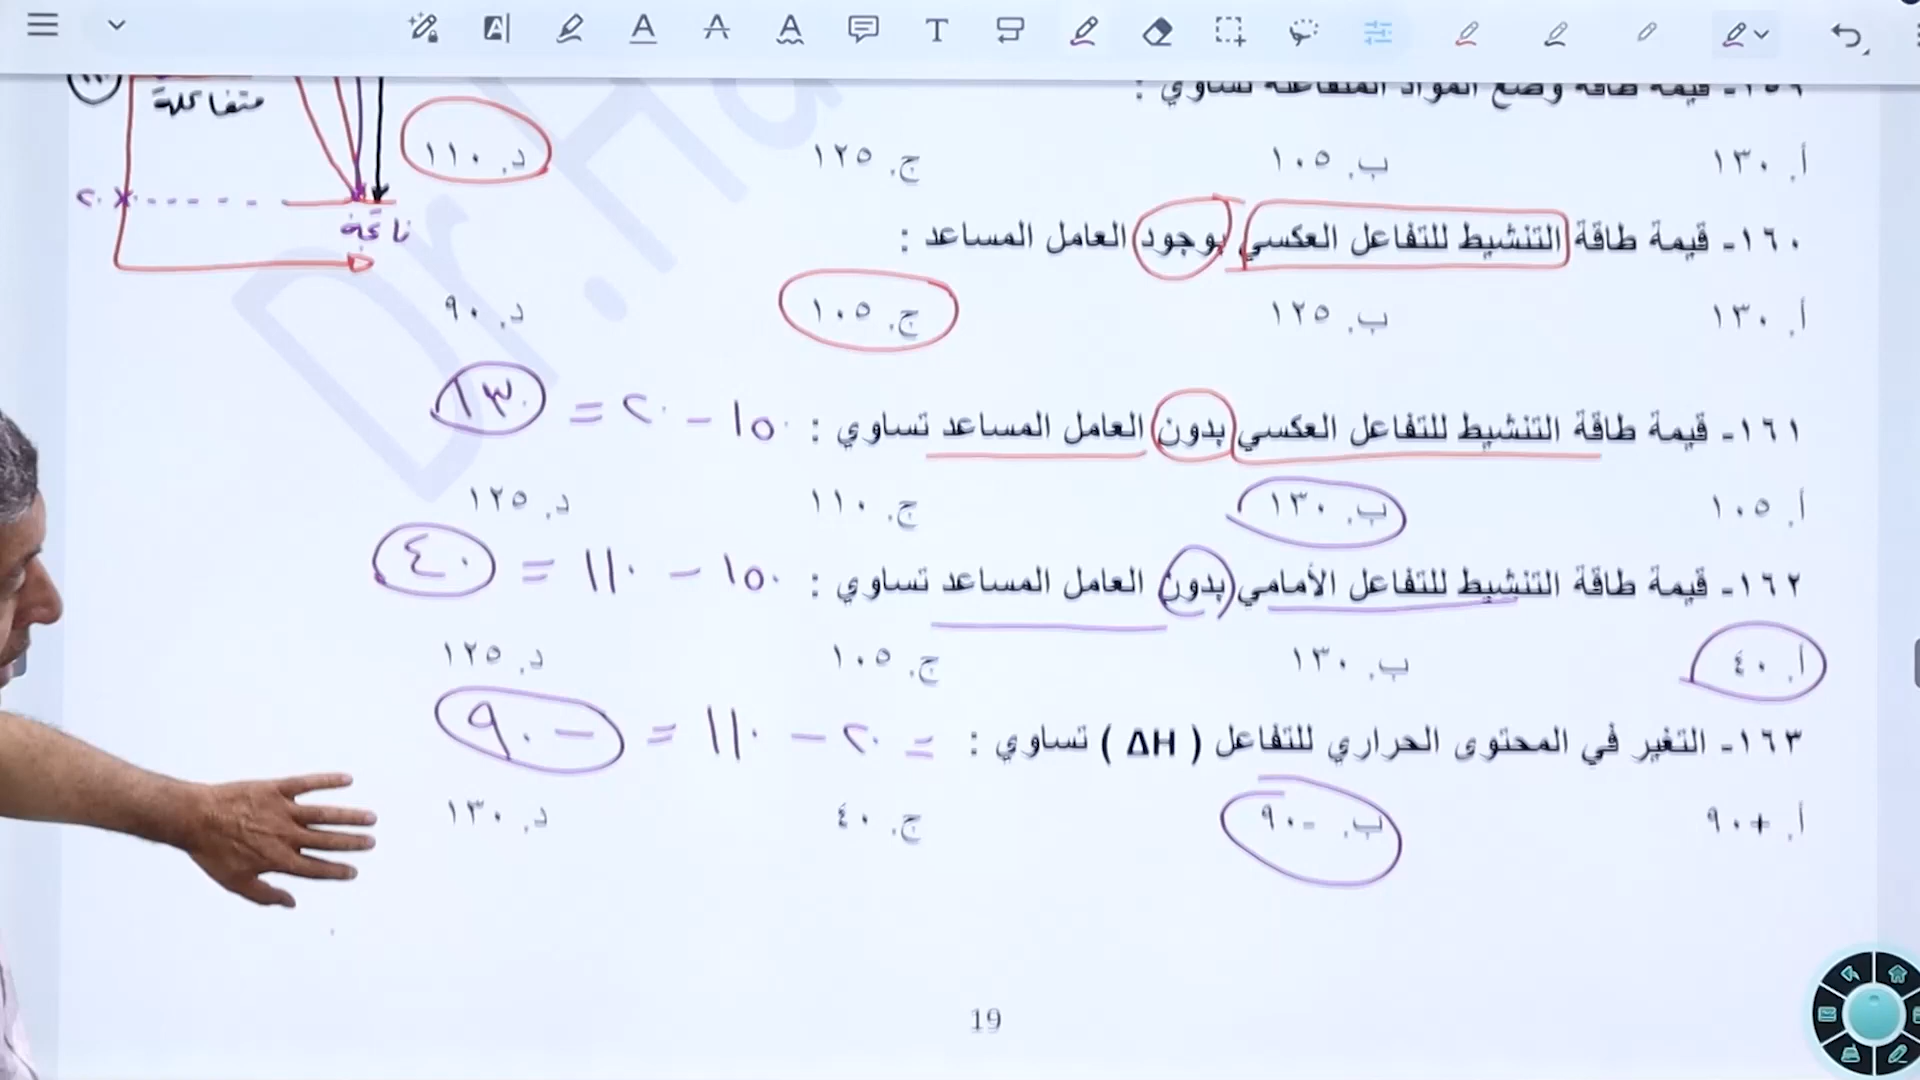 متفاعلة
١٥٩- قيمة طاقة وضع المواد المتفاعلة تساوي :
أ. ١٣٠ ب. ١٠٥ ج. ١٢٥ د. ١١٠
٢٠
ناتجة
١٦٠- قيمة طاقة التنشيط للتفاعل العكسي بوجود العامل المساعد :
أ. ١٣٠ ب. ١٢٥ ج. ١٠٥ د. ٩٠
١٦١- قيمة طاقة التنشيط للتفاعل العكسي بدون العامل المساعد تساوي : ١٥٠ - ٢٠ = ١٣٠
أ. ١٠٥ ب. ١٣٠ ج. ١١٠ د. ١٢٥
١٦٢- قيمة طاقة التنشيط للتفاعل الأمامي بدون العامل المساعد تساوي : ١٥٠ - ١١٠ = ٤٠
أ. ٤٠ ب. ١٣٠ ج. ١٠٥ د. ١٢٥
١٦٣- التغير في المحتوى الحراري للتفاعل ( ΔH ) تساوي : = ٢٠ - ١١٠ = -٩٠
أ. +٩٠ ب. -٩٠ ج. ٤٠ د. ١٣٠
19